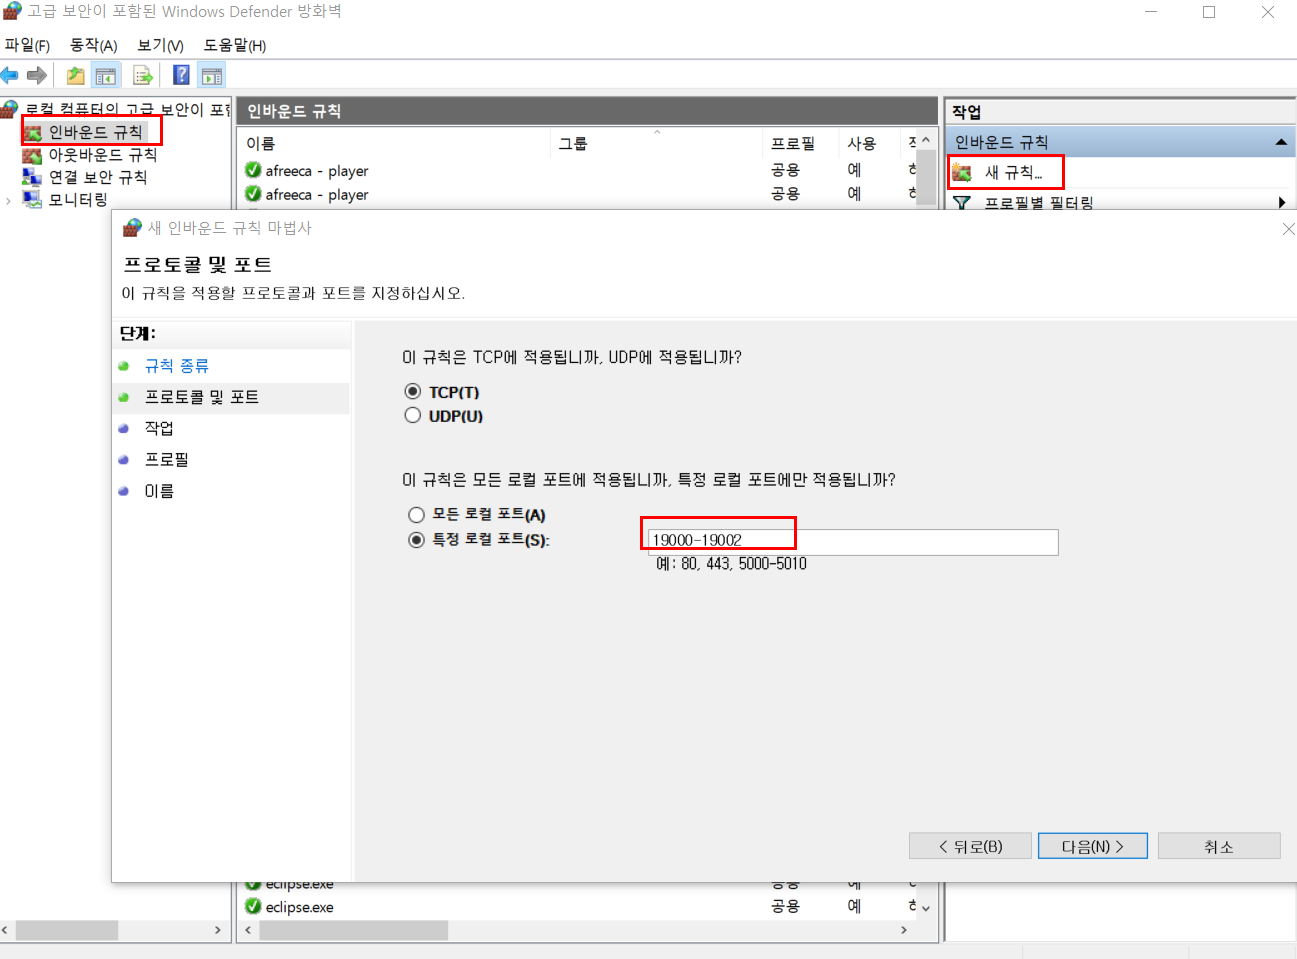 고급 보안이 포함된 Windows Defender 방화벽
파일(F) 동작(A) 보기(V) 도움말(H)
로컬 컴퓨터의 고급 보안이 포함
인바운드 규칙
아웃바운드 규칙
연결 보안 규칙
모니터링
인바운드 규칙
이름 그룹 프로필 사용
afreeca - player 공용 예
afreeca - player 공용 예
작업
인바운드 규칙
새 규칙...
프로필별 필터링
새 인바운드 규칙 마법사
프로토콜 및 포트
이 규칙을 적용할 프로토콜과 포트를 지정하십시오.
단계:
규칙 종류
프로토콜 및 포트
작업
프로필
이름
이 규칙은 TCP에 적용됩니까, UDP에 적용됩니까?
TCP(T)
UDP(U)
이 규칙은 모든 로컬 포트에 적용됩니까, 특정 로컬 포트에만 적용됩니까?
모든 로컬 포트(A)
특정 로컬 포트(S): 19000-19002
예: 80, 443, 5000-5010
< 뒤로(B) 다음(N) > 취소
eclipse.exe 공용 예
eclipse.exe 공용 예